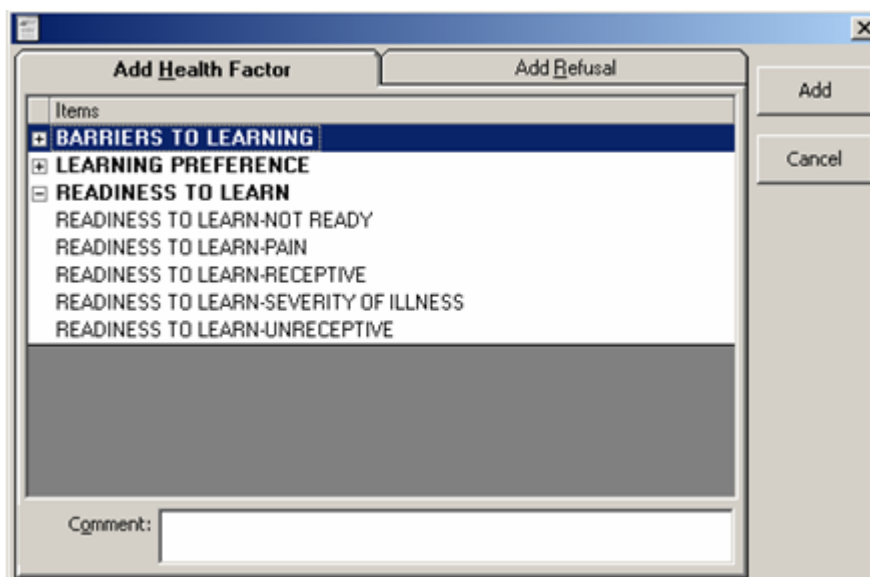 Add Health Factor
Add Refusal
Add
Cancel
Items
BARRIERS TO LEARNING
LEARNING PREFERENCE
READINESS TO LEARN
READINESS TO LEARN-NOT READY
READINESS TO LEARN-PAIN
READINESS TO LEARN-RECEPTIVE
READINESS TO LEARN-SEVERITY OF ILLNESS
READINESS TO LEARN-UNRECEPTIVE
Comment: